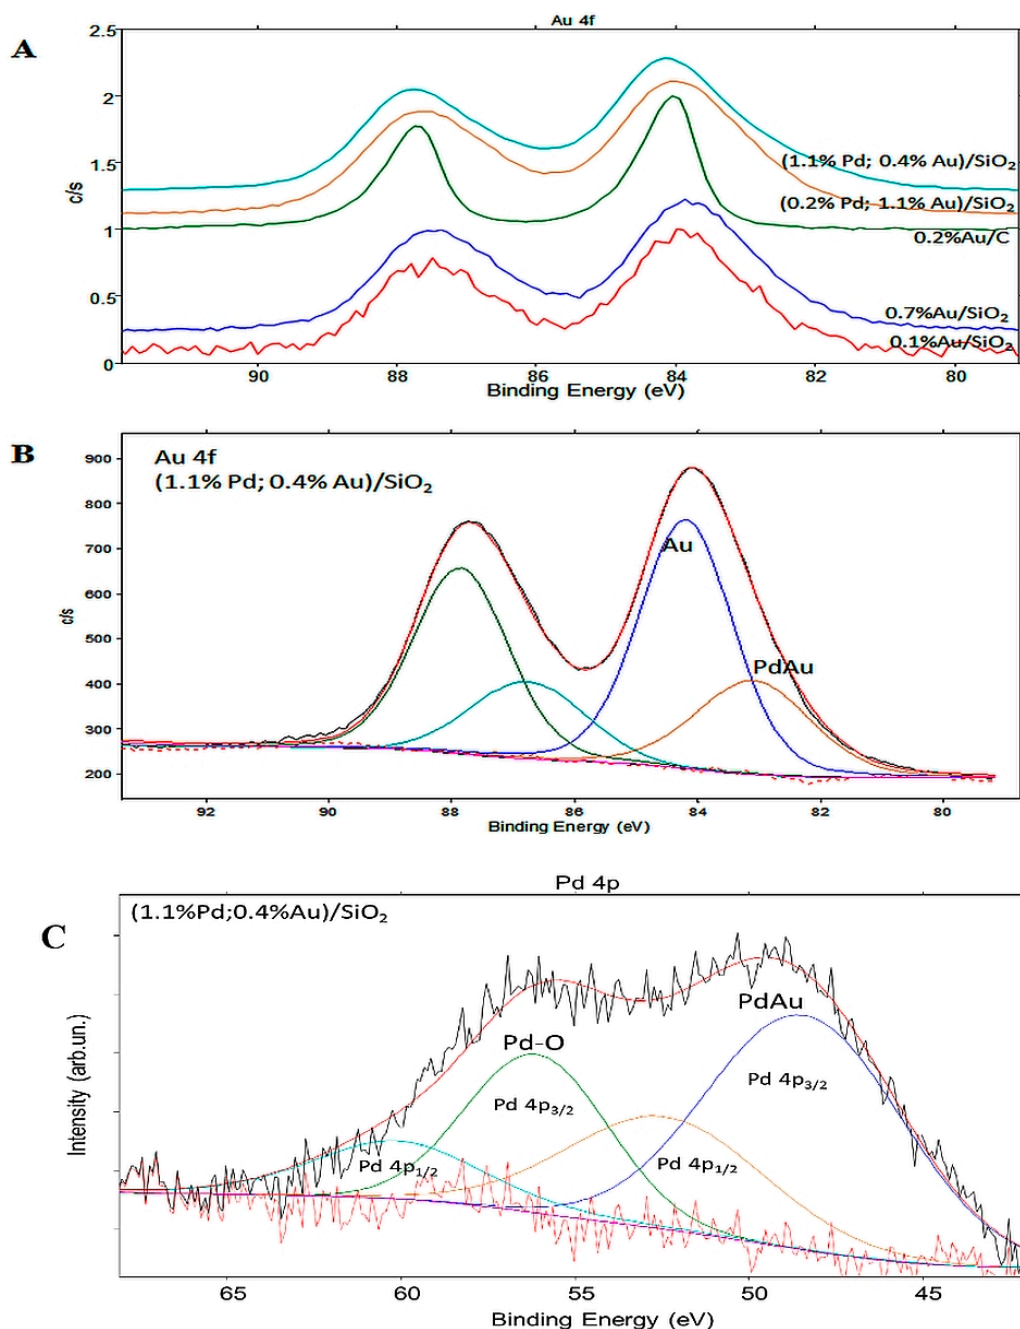 Au 4f
A
2.5
2
1.5
1
0.5
0
c/s
(1.1% Pd; 0.4% Au)/SiO₂
(0.2% Pd; 1.1% Au)/SiO₂
0.2%Au/C
0.7%Au/SiO₂
0.1%Au/SiO₂
90 88 86 84 82 80
Binding Energy (eV)
B
Au 4f
(1.1% Pd; 0.4% Au)/SiO₂
900
800
700
600
500
400
300
200
c/s
Au
PdAu
92 90 88 86 84 82 80
Binding Energy (eV)
Pd 4p
C
(1.1%Pd;0.4%Au)/SiO₂
Intensity (arb.un.)
PdAu
Pd-O
Pd 4p₃/₂
Pd 4p₃/₂
Pd 4p₁/₂
Pd 4p₁/₂
65 60 55 50 45
Binding Energy (eV)